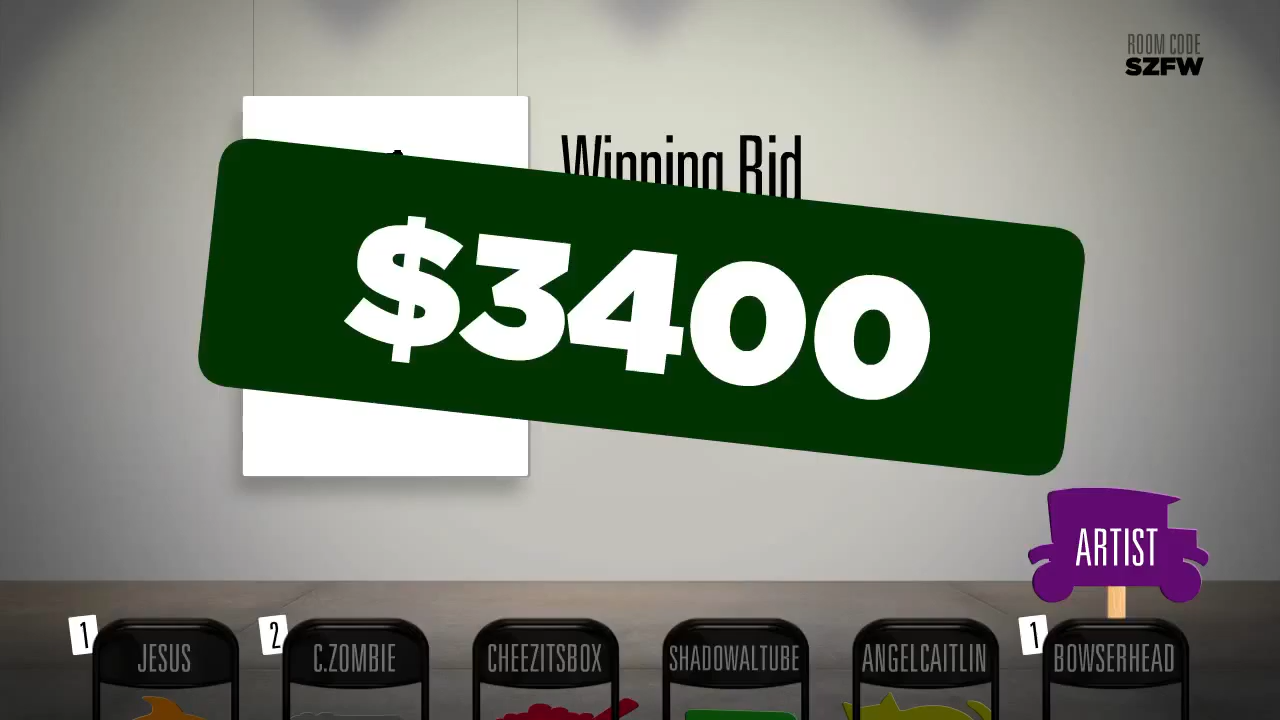 ROOM CODE
SZFW
Winning Bid
$3400
ARTIST
1
JESUS
2
C.ZOMBIE
CHEEZITSBOX
SHADOWALTUBE
ANGELCAITLIN
1
BOWSERHEAD